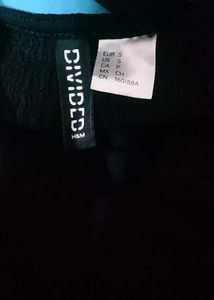 DIVIDED
H&M
EUR S
US S
CA P
MX CH
CN 160/88A